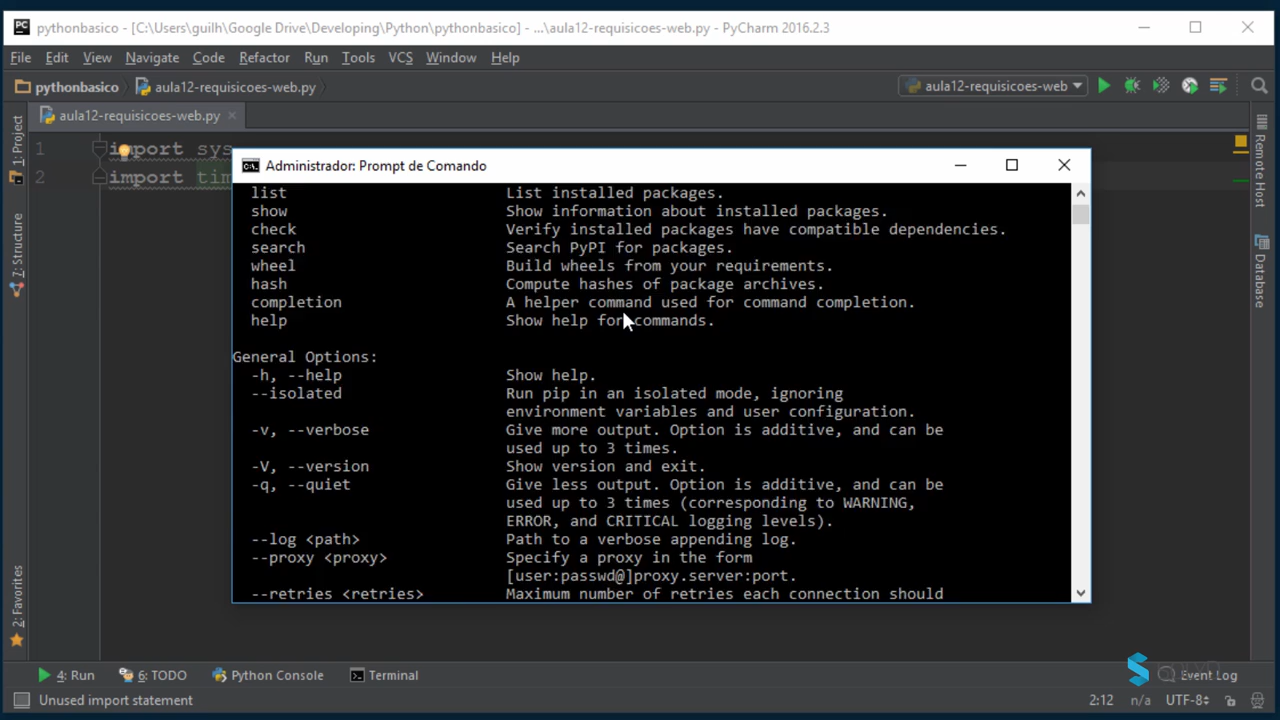 pythonbasico - [C:\Users\guilh\Google Drive\Developing\Python\pythonbasico] - ...\aula12-requisicoes-web.py - PyCharm 2016.2.3
File Edit View Navigate Code Refactor Run Tools VCS Window Help
pythonbasico aula12-requisicoes-web.py aula12-requisicoes-web
aula12-requisicoes-web.py
1: Project
7: Structure
2: Favorites
1 import sys
2 import tim
Remote Host
Database
Administrador: Prompt de Comando
list List installed packages.
show Show information about installed packages.
check Verify installed packages have compatible dependencies.
search Search PyPI for packages.
wheel Build wheels from your requirements.
hash Compute hashes of package archives.
completion A helper command used for command completion.
help Show help for commands.
General Options:
-h, --help Show help.
--isolated Run pip in an isolated mode, ignoring
environment variables and user configuration.
-v, --verbose Give more output. Option is additive, and can be
used up to 3 times.
-V, --version Show version and exit.
-q, --quiet Give less output. Option is additive, and can be
used up to 3 times (corresponding to WARNING,
ERROR, and CRITICAL logging levels).
--log <path> Path to a verbose appending log.
--proxy <proxy> Specify a proxy in the form
[user:passwd@]proxy.server:port.
--retries <retries> Maximum number of retries each connection should
4: Run 6: TODO Python Console Terminal Event Log
Unused import statement 2:12 n/a UTF-8